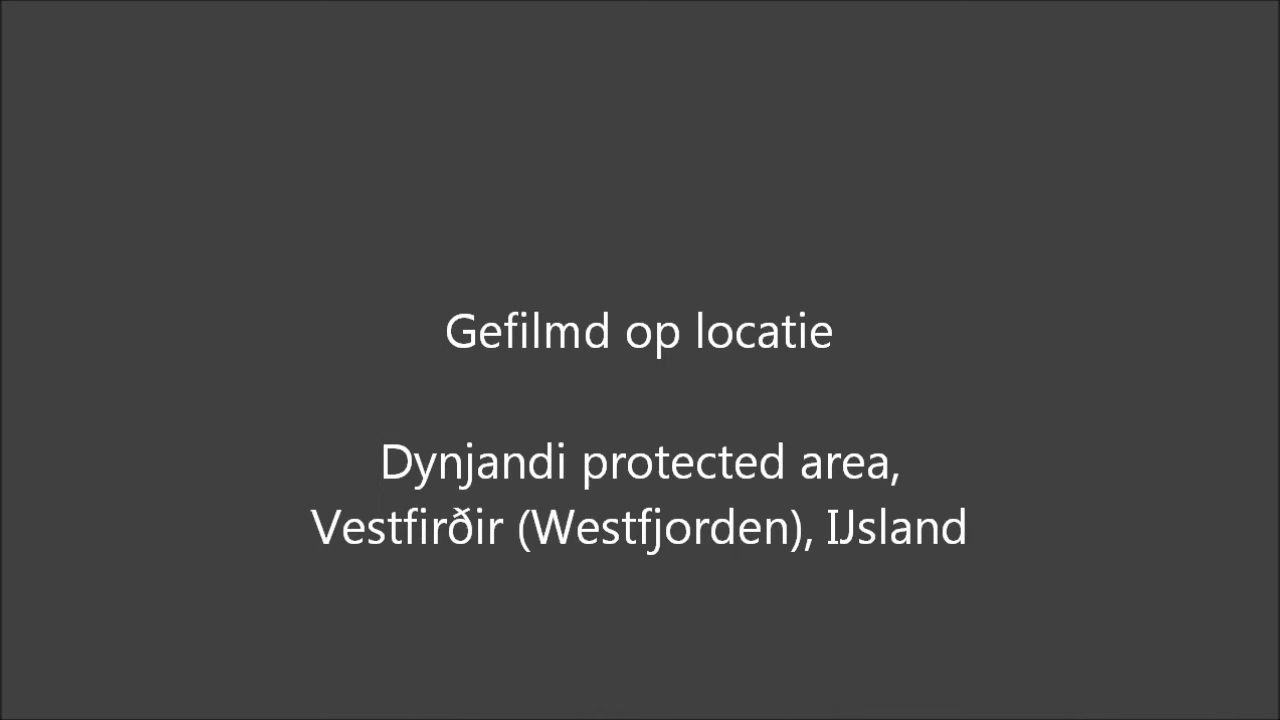 Gefilmd op locatie
Dynjandi protected area,
Vestfirðir (Westfjorden), IJsland